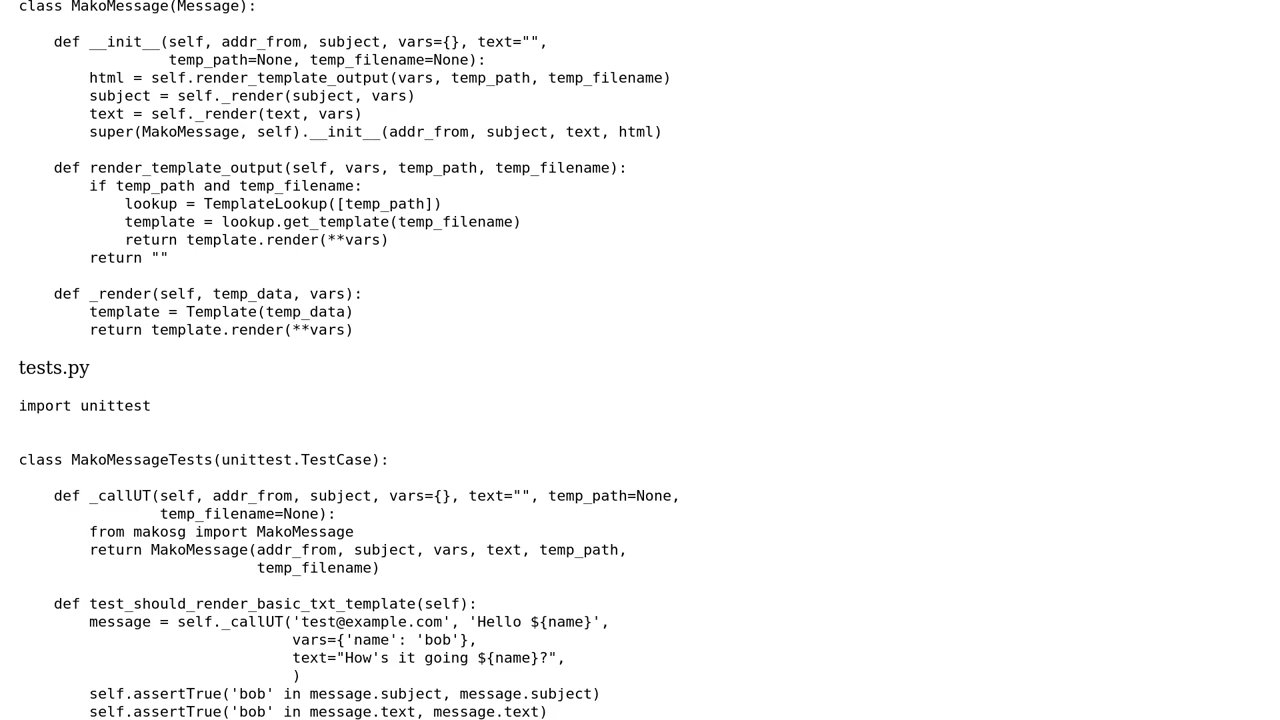 class MakoMessage(Message):
    def __init__(self, addr_from, subject, vars={}, text="",
                 temp_path=None, temp_filename=None):
        html = self.render_template_output(vars, temp_path, temp_filename)
        subject = self._render(subject, vars)
        text = self._render(text, vars)
        super(MakoMessage, self).__init__(addr_from, subject, text, html)
    def render_template_output(self, vars, temp_path, temp_filename):
        if temp_path and temp_filename:
            lookup = TemplateLookup([temp_path])
            template = lookup.get_template(temp_filename)
            return template.render(**vars)
        return ""
    def _render(self, temp_data, vars):
        template = Template(temp_data)
        return template.render(**vars)
tests.py
import unittest
class MakoMessageTests(unittest.TestCase):
    def _callUT(self, addr_from, subject, vars={}, text="", temp_path=None,
                temp_filename=None):
        from makosg import MakoMessage
        return MakoMessage(addr_from, subject, vars, text, temp_path,
                           temp_filename)
    def test_should_render_basic_txt_template(self):
        message = self._callUT('test@example.com', 'Hello ${name}',
                               vars={'name': 'bob'},
                               text="How's it going ${name}?",
                               )
        self.assertTrue('bob' in message.subject, message.subject)
        self.assertTrue('bob' in message.text, message.text)